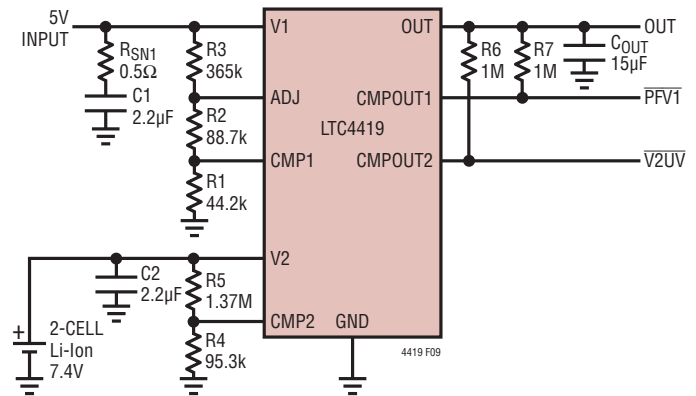 5V
INPUT
RSN1
0.5Ω
C1
2.2µF
R3
365k
R2
88.7k
R1
44.2k
V1
ADJ
CMP1
V2
CMP2
GND
LTC4419
OUT
CMPOUT1
CMPOUT2
R6
1M
R7
1M
COUT
15µF
OUT
PFV1
V2UV
C2
2.2µF
R5
1.37M
R4
95.3k
+
2-CELL
Li-Ion
7.4V
4419 F09